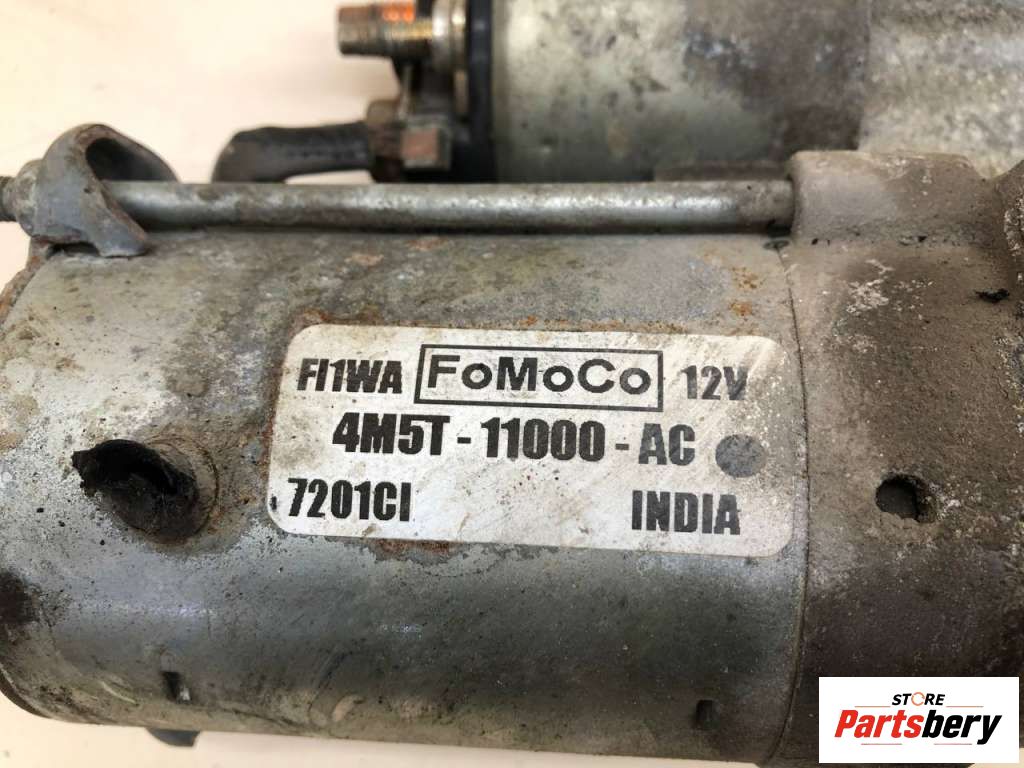 FI1WA FoMoCo 12V
4M5T - 11000 - AC
7201CI INDIA
STORE
Partsbery